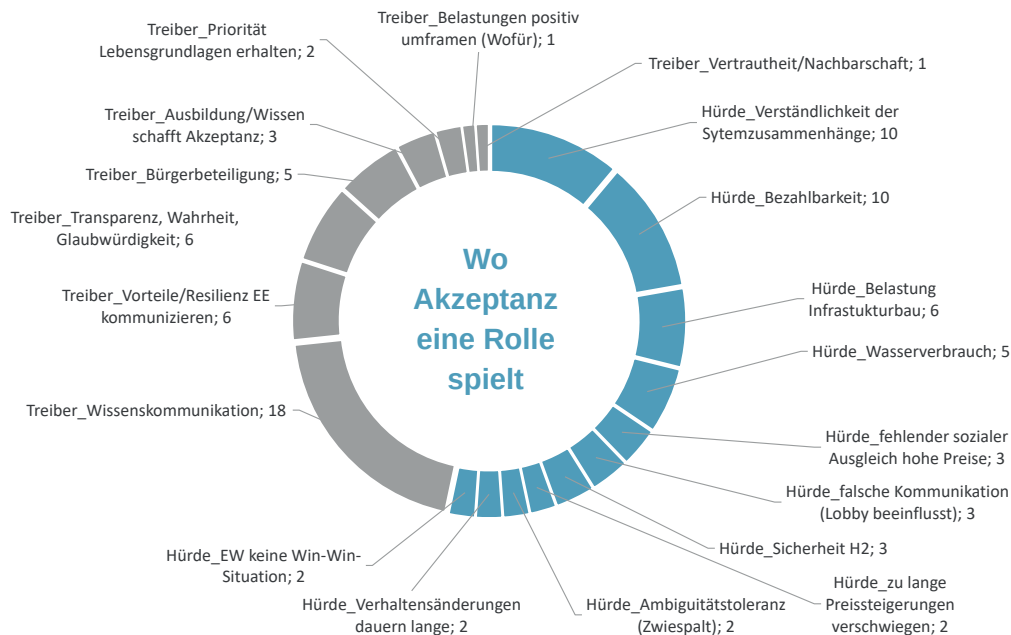 Treiber_Belastungen positiv
umframen (Wofür); 1
Treiber_Priorität
Lebensgrundlagen erhalten; 2
Treiber_Vertrautheit/Nachbarschaft; 1
Treiber_Ausbildung/Wissen
schafft Akzeptanz; 3
Hürde_Verständlichkeit der
Sytemzusammenhänge; 10
Treiber_Bürgerbeteiligung; 5
Hürde_Bezahlbarkeit; 10
Treiber_Transparenz, Wahrheit,
Glaubwürdigkeit; 6
Wo
Akzeptanz
eine Rolle
spielt
Treiber_Vorteile/Resilienz EE
kommunizieren; 6
Hürde_Belastung
Infrastukturbau; 6
Hürde_Wasserverbrauch; 5
Treiber_Wissenskommunikation; 18
Hürde_fehlender sozialer
Ausgleich hohe Preise; 3
Hürde_falsche Kommunikation
(Lobby beeinflusst); 3
Hürde_Sicherheit H2; 3
Hürde_EW keine Win-Win-
Situation; 2
Hürde_zu lange
Preissteigerungen
verschwiegen; 2
Hürde_Verhaltensänderungen
dauern lange; 2
Hürde_Ambiguitätstoleranz
(Zwiespalt); 2